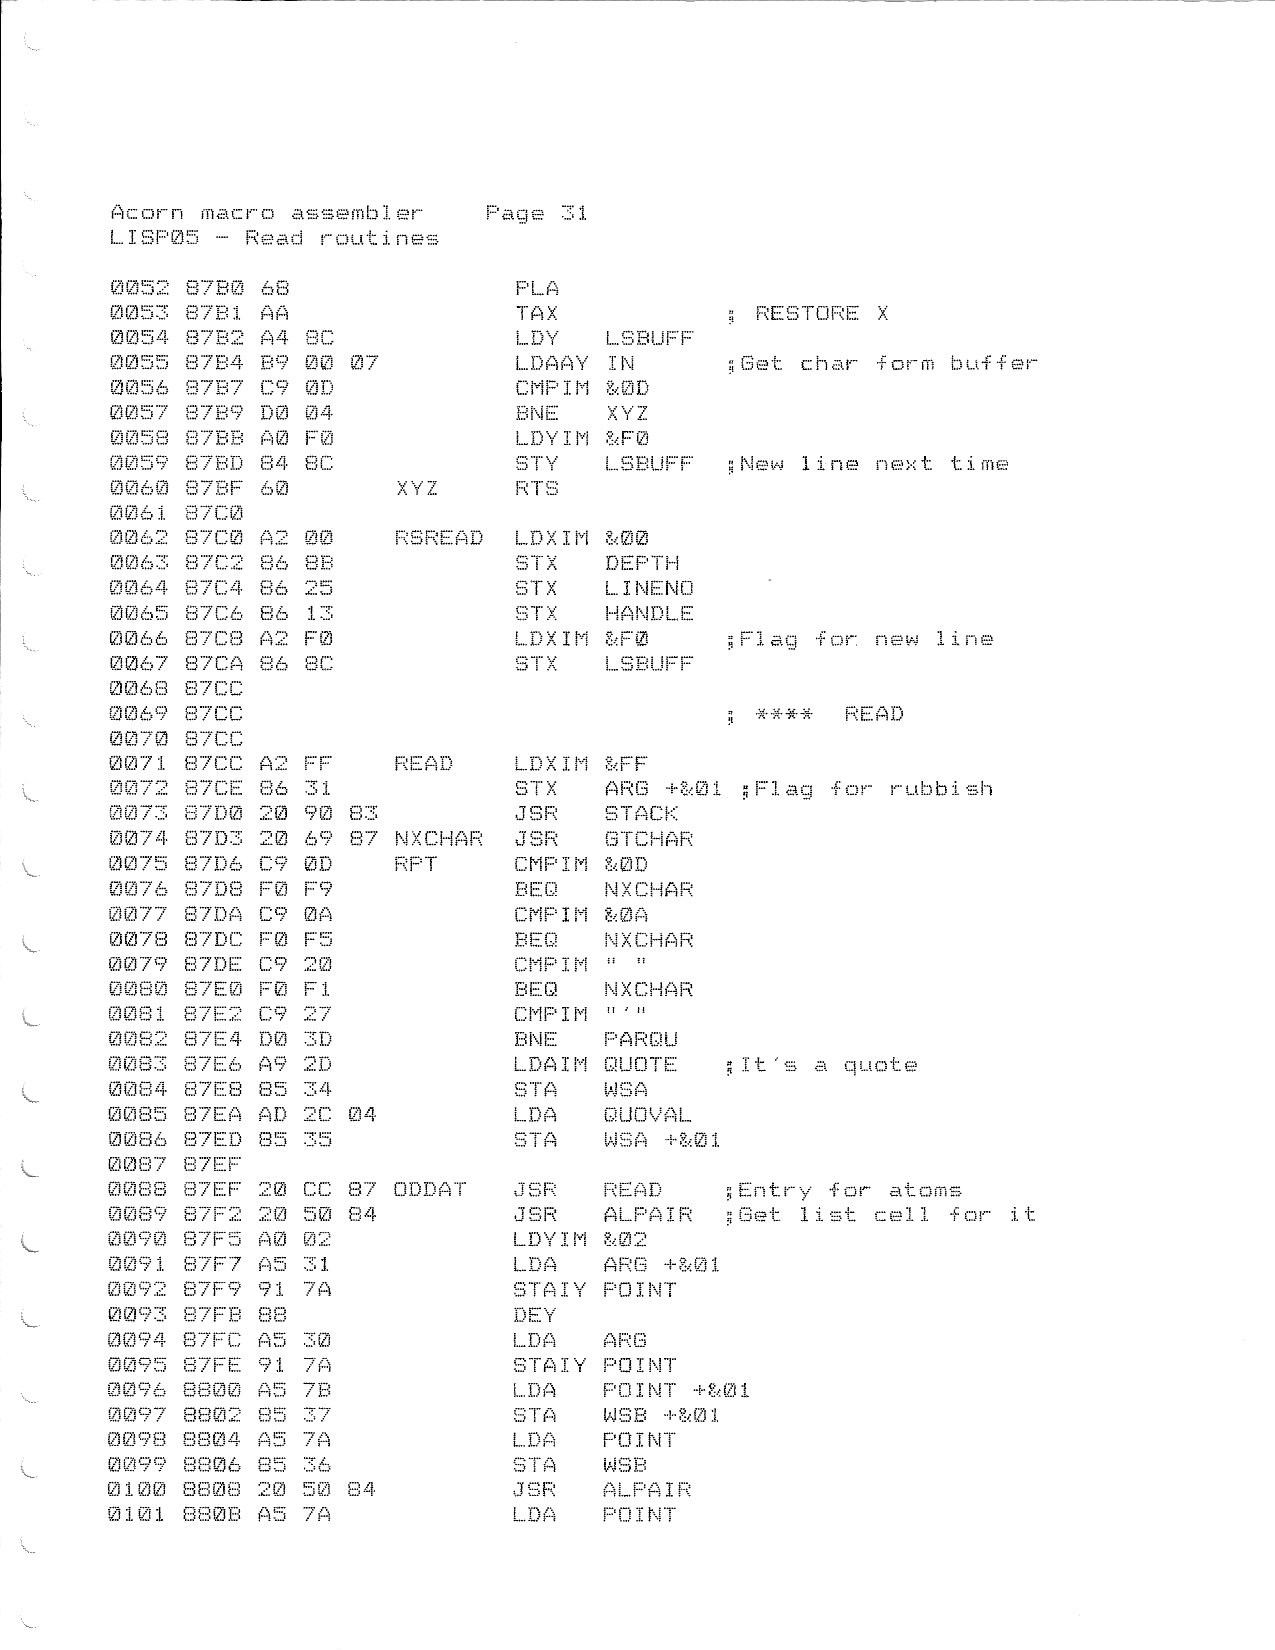 Acorn macro assembler    Page 31
LISP05 - Read routines
0052 87B0 68            PLA
0053 87B1 AA            TAX           ; RESTORE X
0054 87B2 A4 8C         LDY   LSBUFF
0055 87B4 B9 00 07      LDAAY IN      ;Get char form buffer
0056 87B7 C9 0D         CMPIM &0D
0057 87B9 D0 04         BNE   XYZ
0058 87BB A0 F0         LDYIM &F0
0059 87BD 84 8C         STY   LSBUFF  ;New line next time
0060 87BF 60    XYZ     RTS
0061 87C0
0062 87C0 A2 00 RSREAD  LDXIM &00
0063 87C2 86 8B         STX   DEPTH
0064 87C4 86 25         STX   LINENO
0065 87C6 86 13         STX   HANDLE
0066 87C8 A2 F0         LDXIM &F0     ;Flag for new line
0067 87CA 86 8C         STX   LSBUFF
0068 87CC
0069 87CC                             ; ****  READ
0070 87CC
0071 87CC A2 FF READ    LDXIM &FF
0072 87CE 86 31         STX   ARG +&01 ;Flag for rubbish
0073 87D0 20 90 83      JSR   STACK
0074 87D3 20 69 87 NXCHAR  JSR   GTCHAR
0075 87D6 C9 0D RPT     CMPIM &0D
0076 87D8 F0 F9         BEQ   NXCHAR
0077 87DA C9 0A         CMPIM &0A
0078 87DC F0 F5         BEQ   NXCHAR
0079 87DE C9 20         CMPIM " "
0080 87E0 F0 F1         BEQ   NXCHAR
0081 87E2 C9 27         CMPIM "'"
0082 87E4 D0 3D         BNE   PARQU
0083 87E6 A9 2D         LDAIM QUOTE   ;It's a quote
0084 87E8 85 34         STA   WSA
0085 87EA AD 2C 04      LDA   QUOVAL
0086 87ED 85 35         STA   WSA +&01
0087 87EF
0088 87EF 20 CC 87 ODDAT   JSR   READ    ;Entry for atoms
0089 87F2 20 50 84      JSR   ALPAIR  ;Get list cell for it
0090 87F5 A0 02         LDYIM &02
0091 87F7 A5 31         LDA   ARG +&01
0092 87F9 91 7A         STAIY POINT
0093 87FB 88            DEY
0094 87FC A5 30         LDA   ARG
0095 87FE 91 7A         STAIY POINT
0096 8800 A5 7B         LDA   POINT +&01
0097 8802 85 37         STA   WSB +&01
0098 8804 A5 7A         LDA   POINT
0099 8806 85 36         STA   WSB
0100 8808 20 50 84      JSR   ALPAIR
0101 880B A5 7A         LDA   POINT